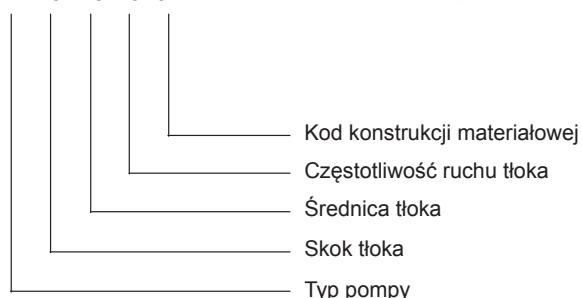 Kod konstrukcji materiałowej
Częstotliwość ruchu tłoka
Średnica tłoka
Skok tłoka
Typ pompy